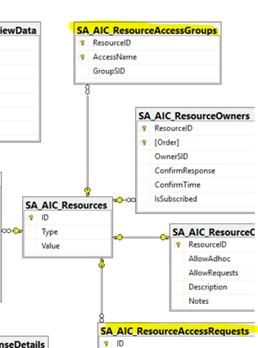 iewData
SA_AIC_ResourceAccessGroups
ResourceID
AccessName
GroupSID
SA_AIC_ResourceOwners
ResourceID
[Order]
OwnerSID
ConfirmResponse
ConfirmTime
IsSubscribed
SA_AIC_Resources
ID
Type
Value
SA_AIC_ResourceC
ResourceID
AllowAdhoc
AllowRequests
Description
Notes
SA_AIC_ResourceAccessRequests
ID
nseDetails